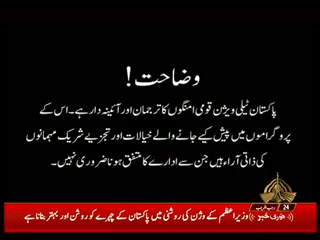 وضاحت!
پاکستان ٹیلی ویژن قومی امنگوں کا ترجمان اور آئینہ دار ہے۔ اس کے
پروگراموں میں پیش کیے جانے والے خیالات اور تجزیے شریک مہمانوں
کی ذاتی آراء ہیں جن سے ادارے کا متفق ہونا ضروری نہیں۔
24
وزیراعظم کے وژن کی روشنی میں پاکستان کے چہرے کو روشن اور بہتر بنانا ہے